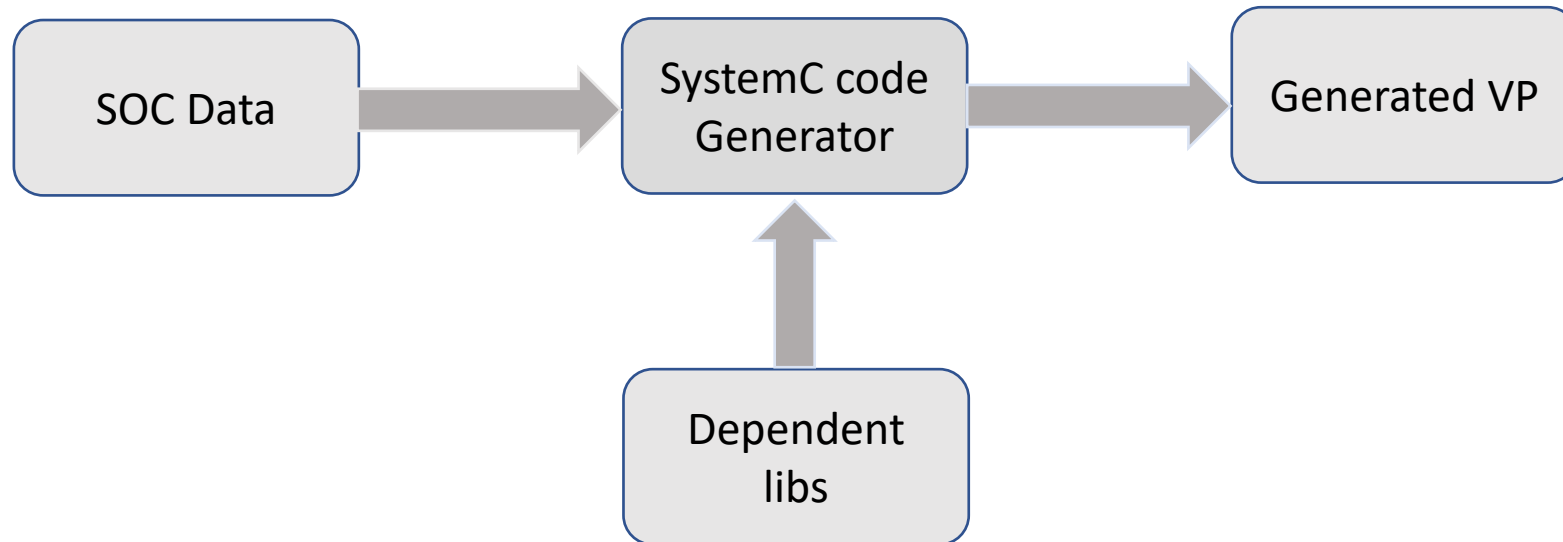 SOC Data
SystemC code
Generator
Generated VP
Dependent
libs